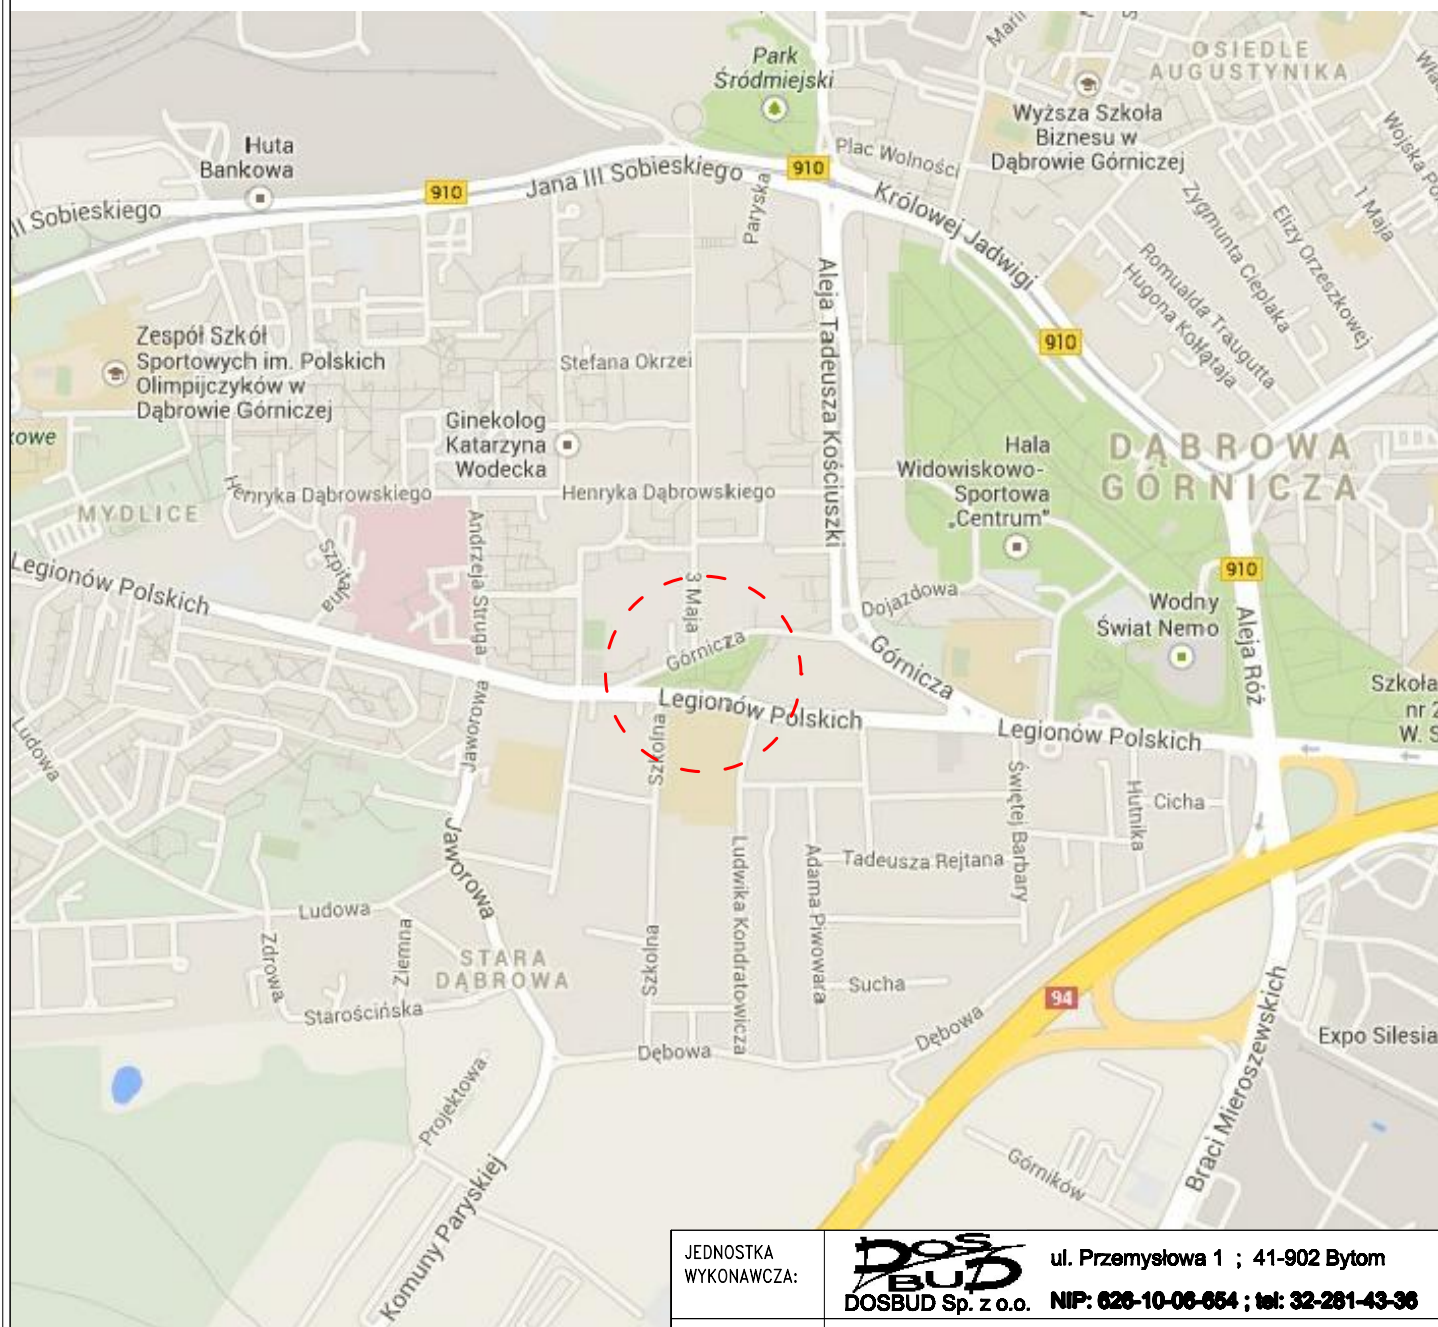 Park
Śródmiejski
OSIEDLE
AUGUSTYNIKA
Wyższa Szkoła
Biznesu w
Dąbrowie Górniczej
Plac Wolności
Huta
Bankowa
910
Jana III Sobieskiego
910
Paryska
Królowej Jadwigi
Zygmunta Cieplaka
Elizy Orzeszkowej
1 Maja
Romualda Traugutta
Hugona Kołłątaja
II Sobieskiego
Aleja Tadeusza Kościuszki
910
Zespół Szkół
Sportowych im. Polskich
Olimpijczyków w
Dąbrowie Górniczej
Stefana Okrzei
Ginekolog
Katarzyna
Wodecka
Hala
Widowiskowo-
Sportowa
„Centrum"
DĄBROWA
GÓRNICZA
Henryka Dąbrowskiego
Henryka Dąbrowskiego
MYDLICE
Szpitalna
Andrzeja Struga
Legionów Polskich
3 Maja
Górnicza
Dojazdowa
Górnicza
910
Wodny
Świat Nemo
Aleja Róż
Szkoła
nr 2
W. S
Legionów Polskich
Legionów Polskich
Ludowa
Jaworowa
Szkolna
Świętej Barbary
Hutnika
Cicha
Jaworowa
Ludwika Kondratowicza
Adama Piwowara
Tadeusza Rejtana
Ludowa
Zdrowa
Ziemna
STARA
DĄBROWA
Szkolna
Sucha
Starościńska
94
Dębowa
Dębowa
Braci Mieroszewskich
Expo Silesia
Projektowa
Górników
Komuny Paryskiej
JEDNOSTKA
WYKONAWCZA:
DOS
BUD
DOSBUD Sp. z o.o.
ul. Przemysłowa 1 ; 41-902 Bytom
NIP: 626-10-06-654 ; tel: 32-281-43-36